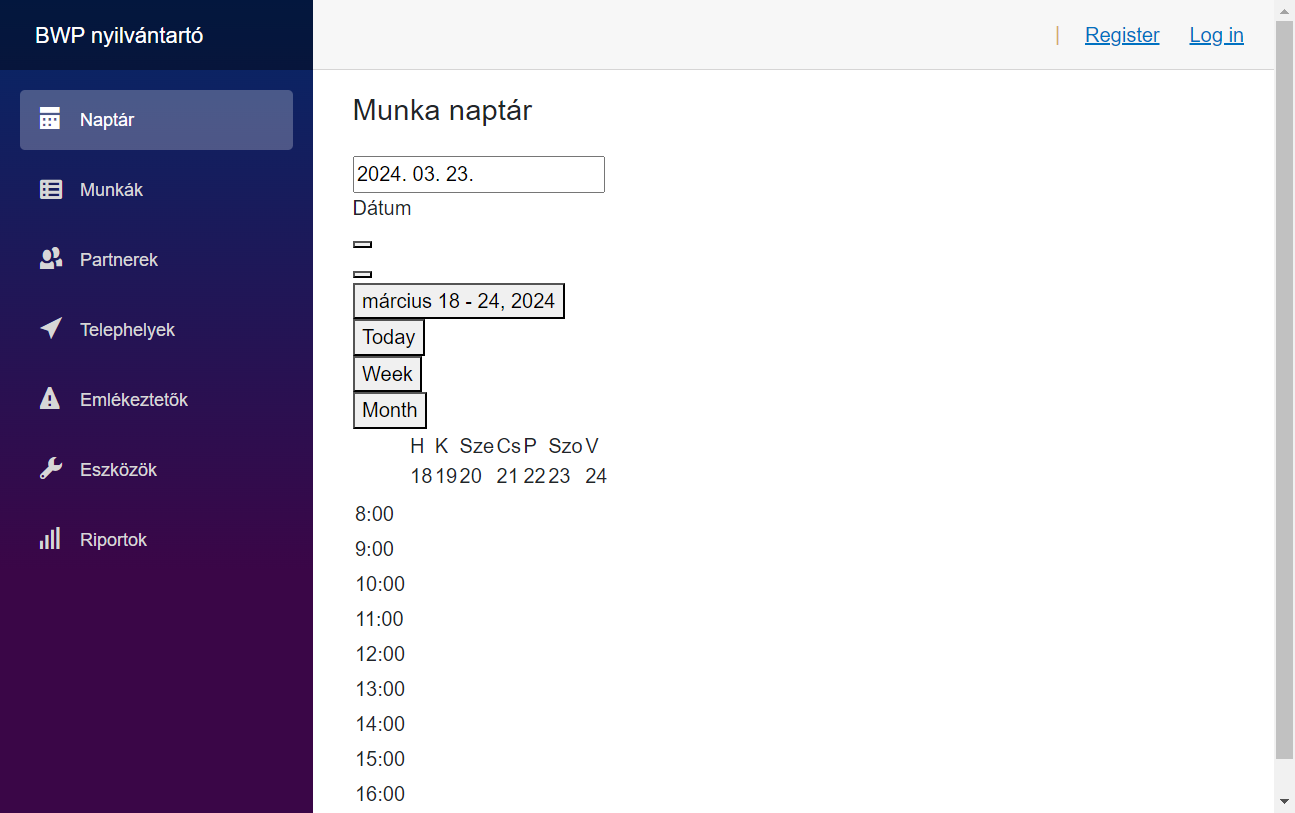 BWP nyilvántartó
| Register Log in
Naptár
Munkák
Partnerek
Telephelyek
Emlékeztetők
Eszközök
Riportok
Munka naptár
2024. 03. 23.
Dátum
március 18 - 24, 2024
Today
Week
Month
H K Sze Cs P Szo V
18 19 20 21 22 23 24
8:00
9:00
10:00
11:00
12:00
13:00
14:00
15:00
16:00